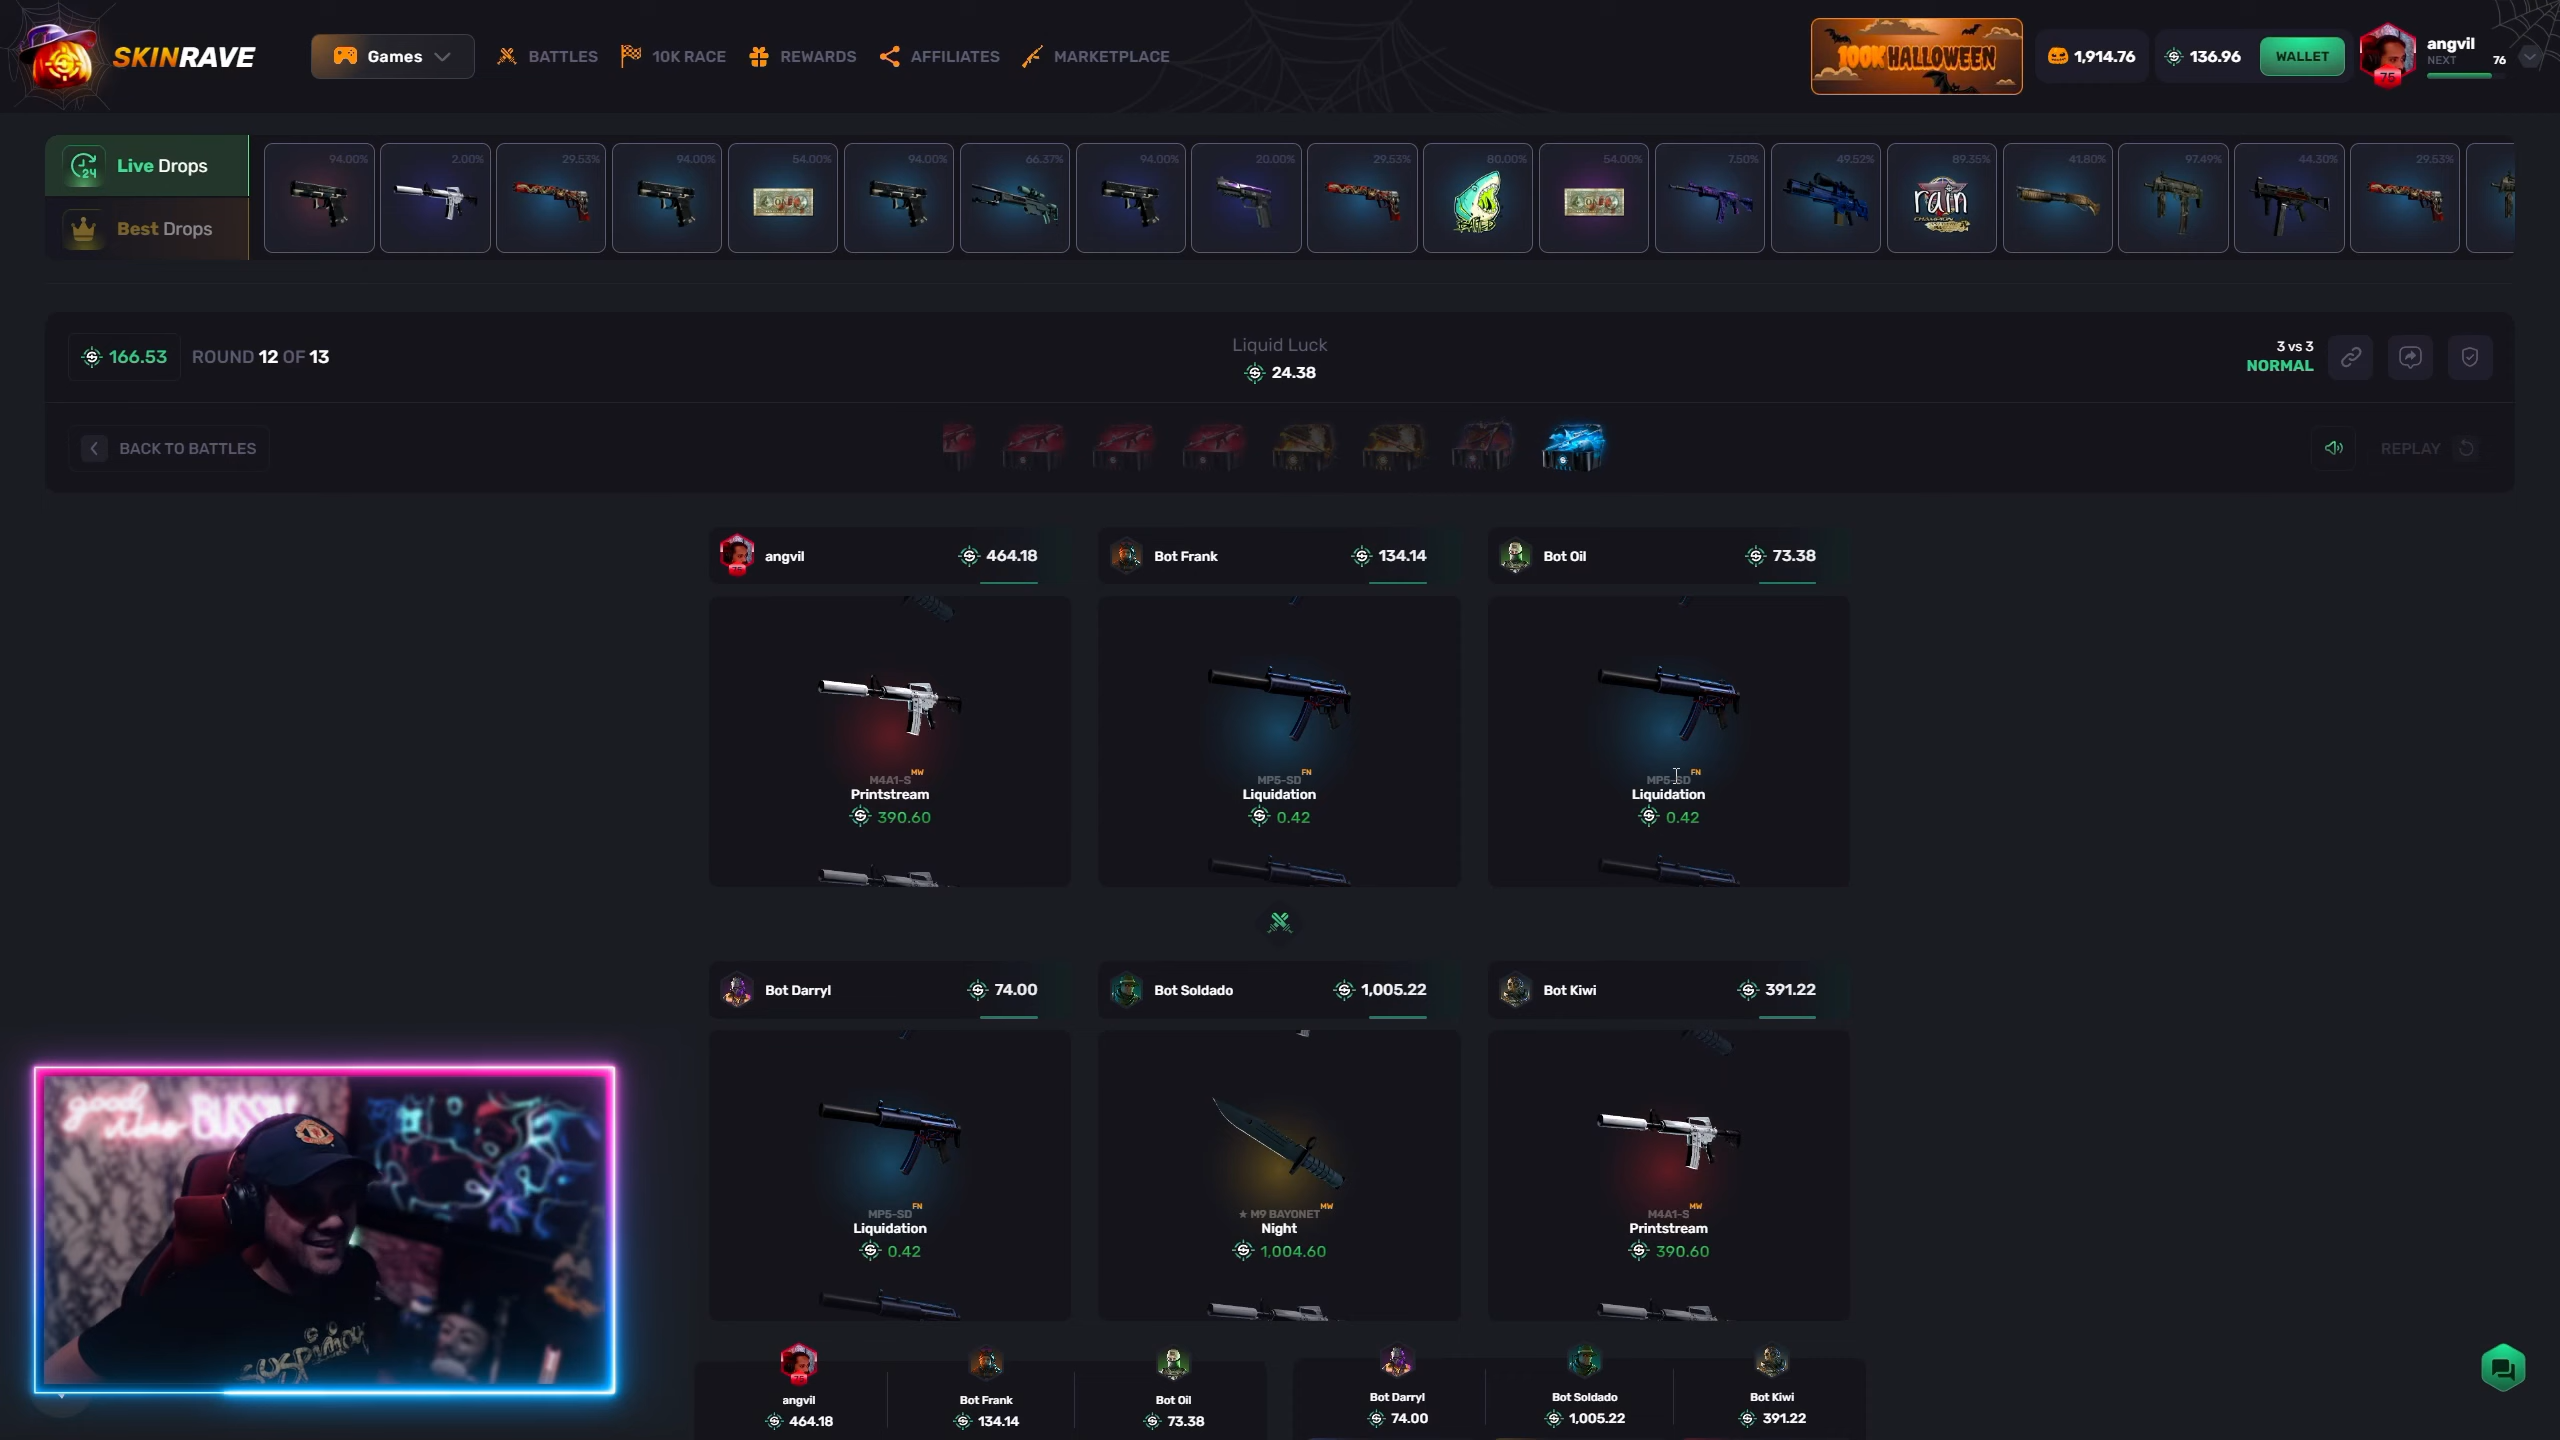 SKINRAVE
Games
BATTLES
10K RACE
REWARDS
AFFILIATES
MARKETPLACE
100K HALLOWEEN
1,914.76
136.96
WALLET
75
angvil
NEXT 76
Live Drops
24
Best Drops
94.00%
2.00%
29.53%
94.00%
54.00%
94.00%
66.37%
94.00%
20.00%
29.53%
80.00%
54.00%
7.50%
49.52%
89.35%
rain
41.80%
97.49%
44.30%
29.53%
166.53
ROUND 12 OF 13
Liquid Luck
24.38
3 vs 3
NORMAL
BACK TO BATTLES
REPLAY
angvil
464.18
Bot Frank
134.14
Bot Oil
73.38
M4A1-S MW
Printstream
390.60
MP5-SD FN
Liquidation
0.42
MP5-SD FN
Liquidation
0.42
Bot Darryl
74.00
Bot Soldado
1,005.22
Bot Kiwi
391.22
MP5-SD FN
Liquidation
0.42
★ M9 BAYONET MW
Night
1,004.60
M4A1-S MW
Printstream
390.60
good
BUSSIN
angvil
464.18
Bot Frank
134.14
Bot Oil
73.38
Bot Darryl
74.00
Bot Soldado
1,005.22
Bot Kiwi
391.22